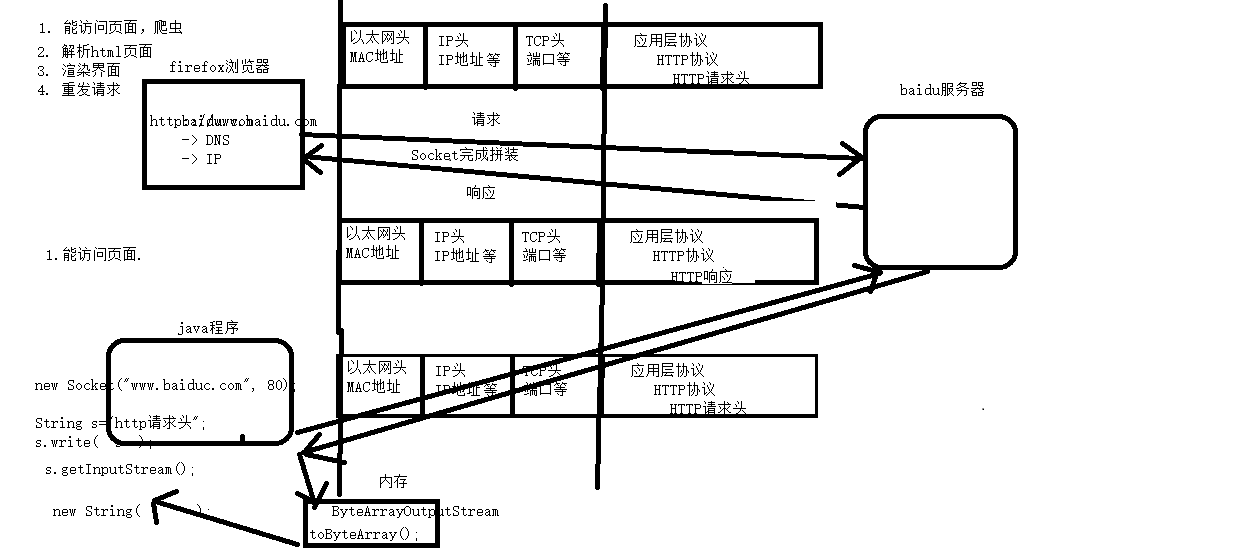 1. 能访问页面，爬虫
2. 解析html页面
3. 渲染界面
4. 重发请求
firefox浏览器
-> DNS
-> IP
以太网头
MAC地址
IP头
IP地址等
TCP头
端口等
应用层协议
HTTP协议
HTTP请求头
baidu服务器
请求
Socket完成拼装
响应
以太网头
MAC地址
IP头
IP地址等
TCP头
端口等
应用层协议
HTTP协议
HTTP响应
1.能访问页面.
java程序
new Socket("www.baiduc.com", 80);
String s="http请求头";
s.write( s );
s.getInputStream();
new String( );
以太网头
MAC地址
IP头
IP地址等
TCP头
端口等
应用层协议
HTTP协议
HTTP请求头
内存
ByteArrayOutputStream
toByteArray();